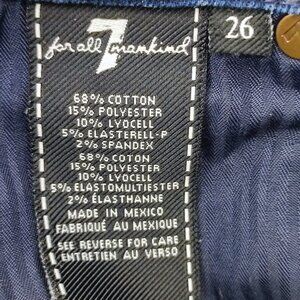 7
for all mankind
26
68% COTTON
15% POLYESTER
10% LYOCELL
5% ELASTERELL-P
2% SPANDEX
68% COTON
15% POLYESTER
10% LYOCELL
5% ELASTOMULTIESTER
2% ÉLASTHANNE
MADE IN MEXICO
FABRIQUÉ AU MEXIQUE
SEE REVERSE FOR CARE
ENTRETIEN AU VERSO